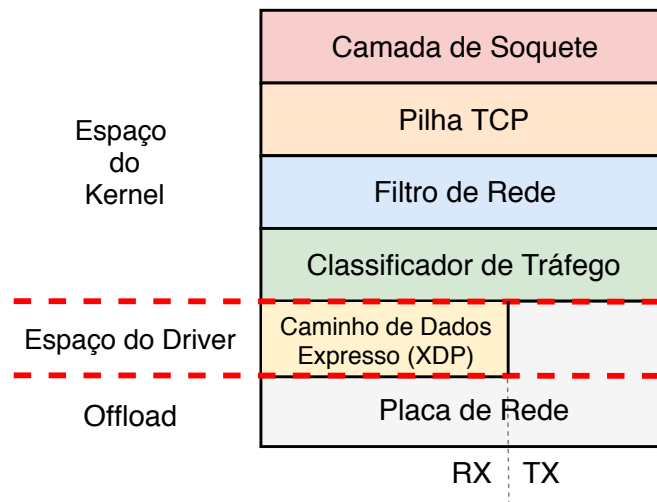 Camada de Soquete
Pilha TCP
Espaço
do
Kernel
Filtro de Rede
Classificador de Tráfego
Espaço do Driver
Caminho de Dados
Expresso (XDP)
Offload
Placa de Rede
RX
TX